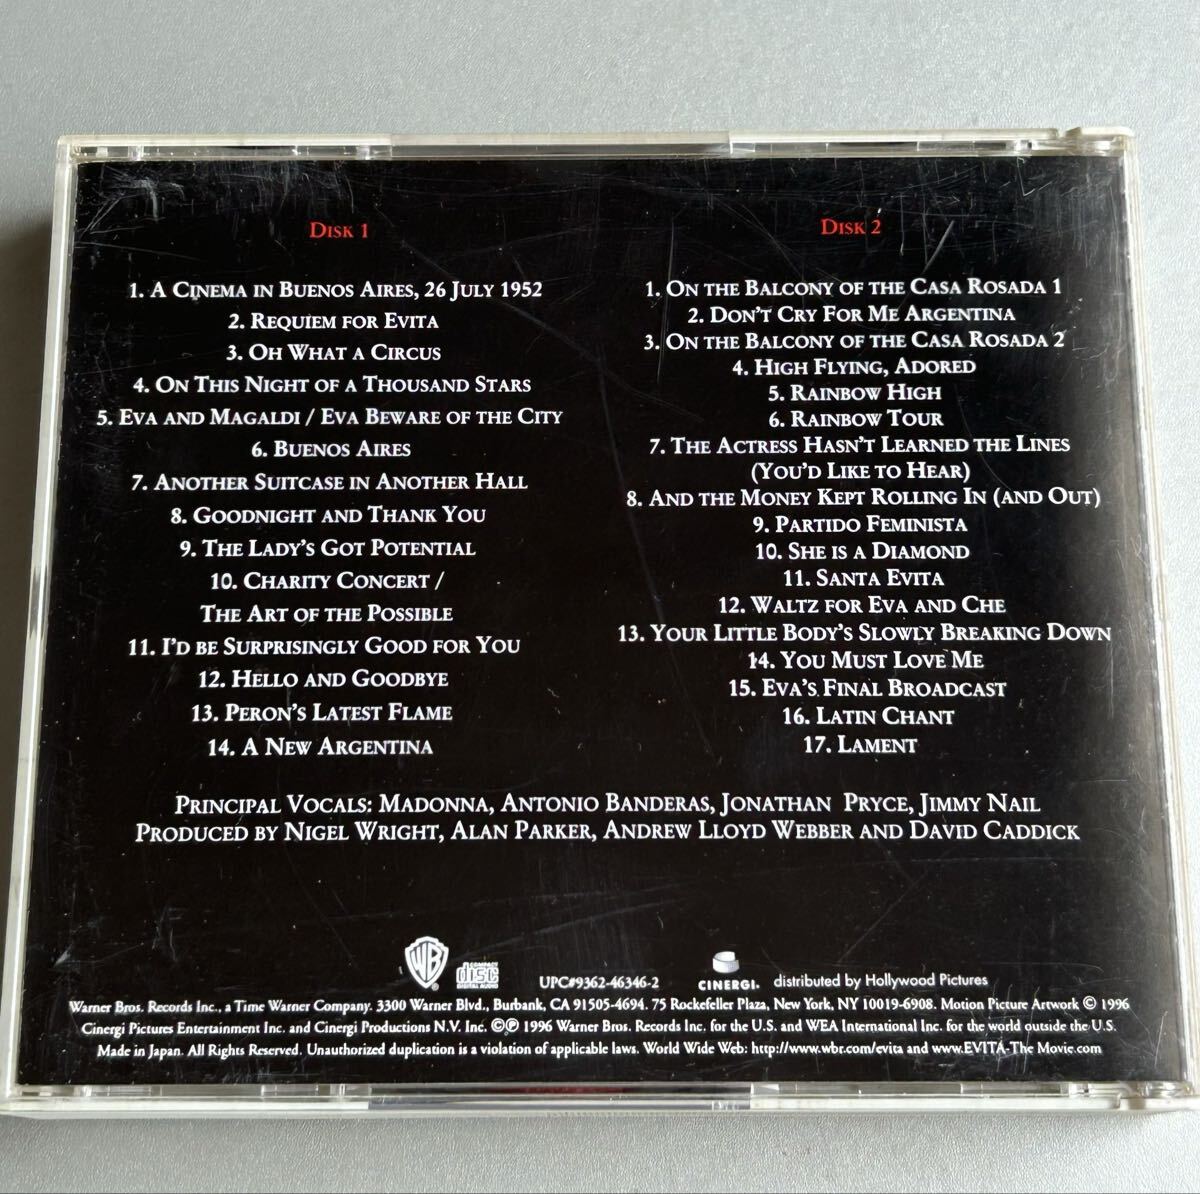 DISK 1
1. A CINEMA IN BUENOS AIRES, 26 JULY 1952
2. REQUIEM FOR EVITA
3. OH WHAT A CIRCUS
4. ON THIS NIGHT OF A THOUSAND STARS
5. EVA AND MAGALDI / EVA BEWARE OF THE CITY
6. BUENOS AIRES
7. ANOTHER SUITCASE IN ANOTHER HALL
8. GOODNIGHT AND THANK YOU
9. THE LADY'S GOT POTENTIAL
10. CHARITY CONCERT /
THE ART OF THE POSSIBLE
11. I'D BE SURPRISINGLY GOOD FOR YOU
12. HELLO AND GOODBYE
13. PERON'S LATEST FLAME
14. A NEW ARGENTINA
DISK 2
1. ON THE BALCONY OF THE CASA ROSADA 1
2. DON'T CRY FOR ME ARGENTINA
3. ON THE BALCONY OF THE CASA ROSADA 2
4. HIGH FLYING, ADORED
5. RAINBOW HIGH
6. RAINBOW TOUR
7. THE ACTRESS HASN'T LEARNED THE LINES
(YOU'D LIKE TO HEAR)
8. AND THE MONEY KEPT ROLLING IN (AND OUT)
9. PARTIDO FEMINISTA
10. SHE IS A DIAMOND
11. SANTA EVITA
12. WALTZ FOR EVA AND CHE
13. YOUR LITTLE BODY'S SLOWLY BREAKING DOWN
14. YOU MUST LOVE ME
15. EVA'S FINAL BROADCAST
16. LATIN CHANT
17. LAMENT
PRINCIPAL VOCALS: MADONNA, ANTONIO BANDERAS, JONATHAN PRYCE, JIMMY NAIL
PRODUCED BY NIGEL WRIGHT, ALAN PARKER, ANDREW LLOYD WEBBER AND DAVID CADDICK
WB
COMPACT
disc
DIGITAL AUDIO
UPC#9362-46346-2
CINERGI. distributed by Hollywood Pictures
Warner Bros. Records Inc., a Time Warner Company. 3300 Warner Blvd., Burbank, CA 91505-4694. 75 Rockefeller Plaza, New York, NY 10019-6908. Motion Picture Artwork © 1996
Cinergi Pictures Entertainment Inc. and Cinergi Productions N.V. Inc. ©℗ 1996 Warner Bros. Records Inc. for the U.S. and WEA International Inc. for the world outside the U.S.
Made in Japan. All Rights Reserved. Unauthorized duplication is a violation of applicable laws. World Wide Web: http://www.wbr.com/evita and www.EVITA-The Movie.com